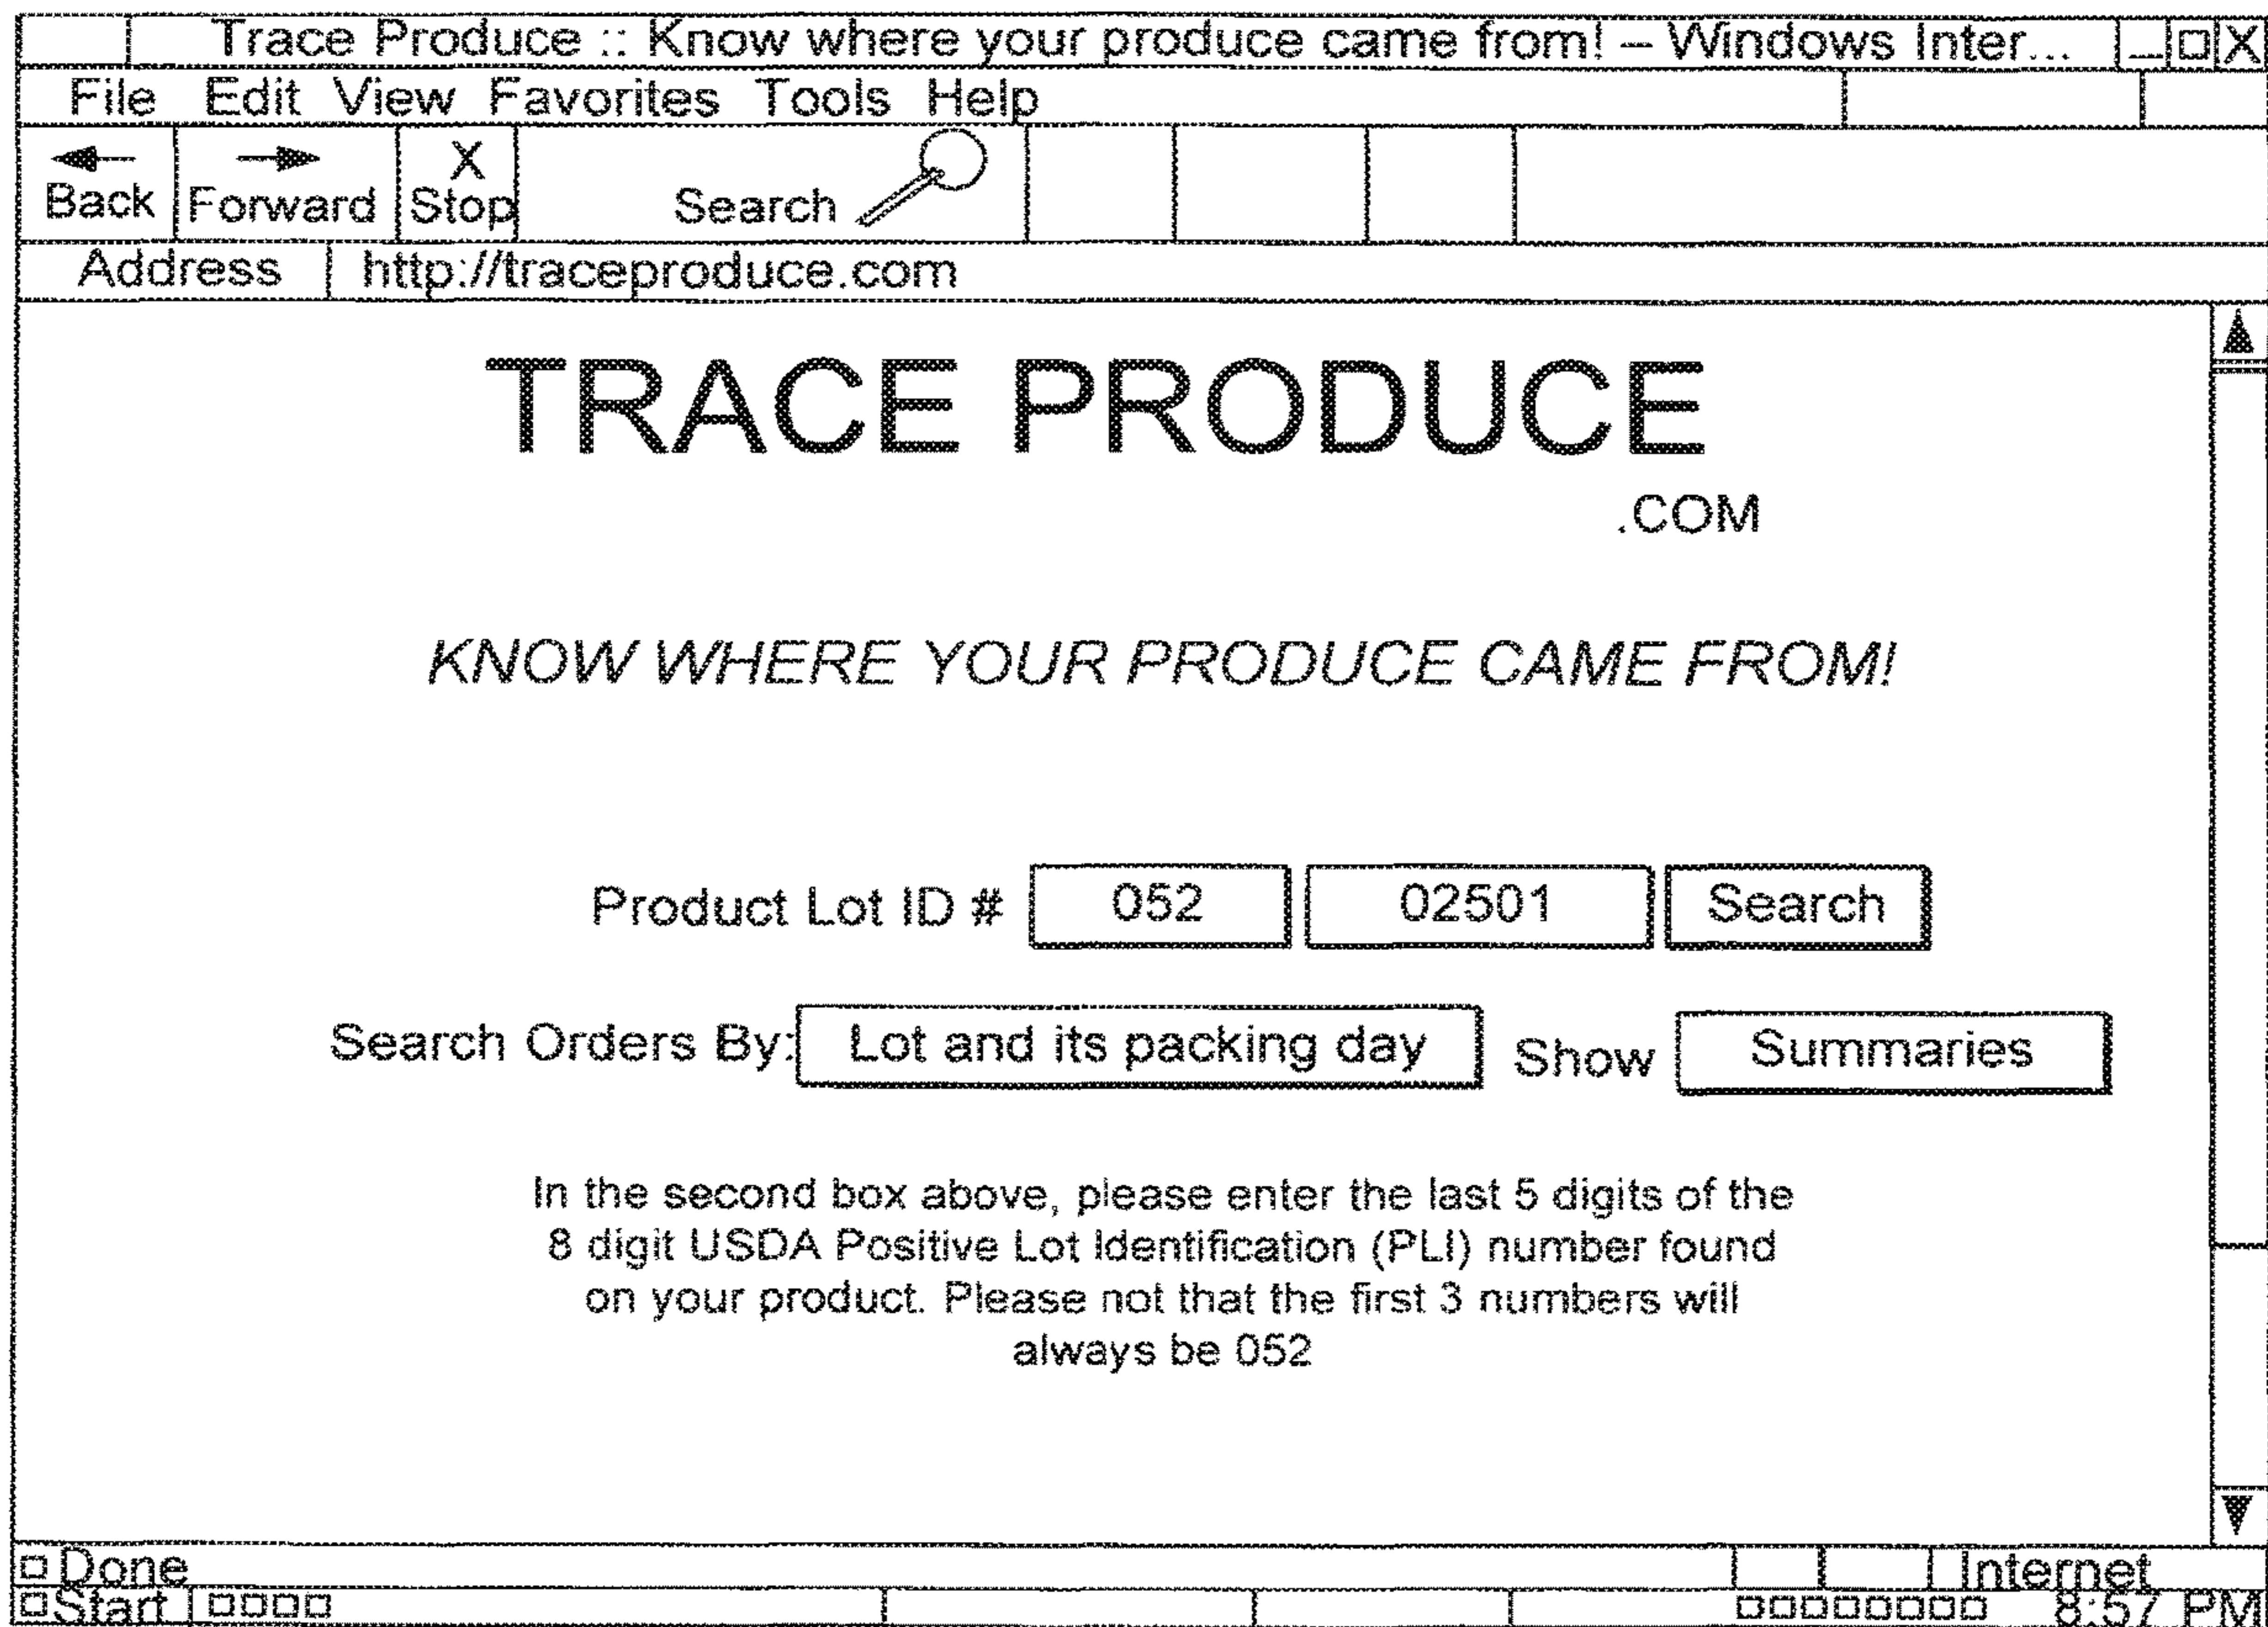 Trace Produce :: Know where your produce came from! – Windows Inter...
File Edit View Favorites Tools Help
X
Back Forward Stop Search
Address http://traceproduce.com
TRACE PRODUCE
.COM
KNOW WHERE YOUR PRODUCE CAME FROM!
Product Lot ID # 052 02501 Search
Search Orders By: Lot and its packing day Show Summaries
In the second box above, please enter the last 5 digits of the
8 digit USDA Positive Lot Identification (PLI) number found
on your product. Please not that the first 3 numbers will
always be 052
Done Internet
Start 8:57 PM